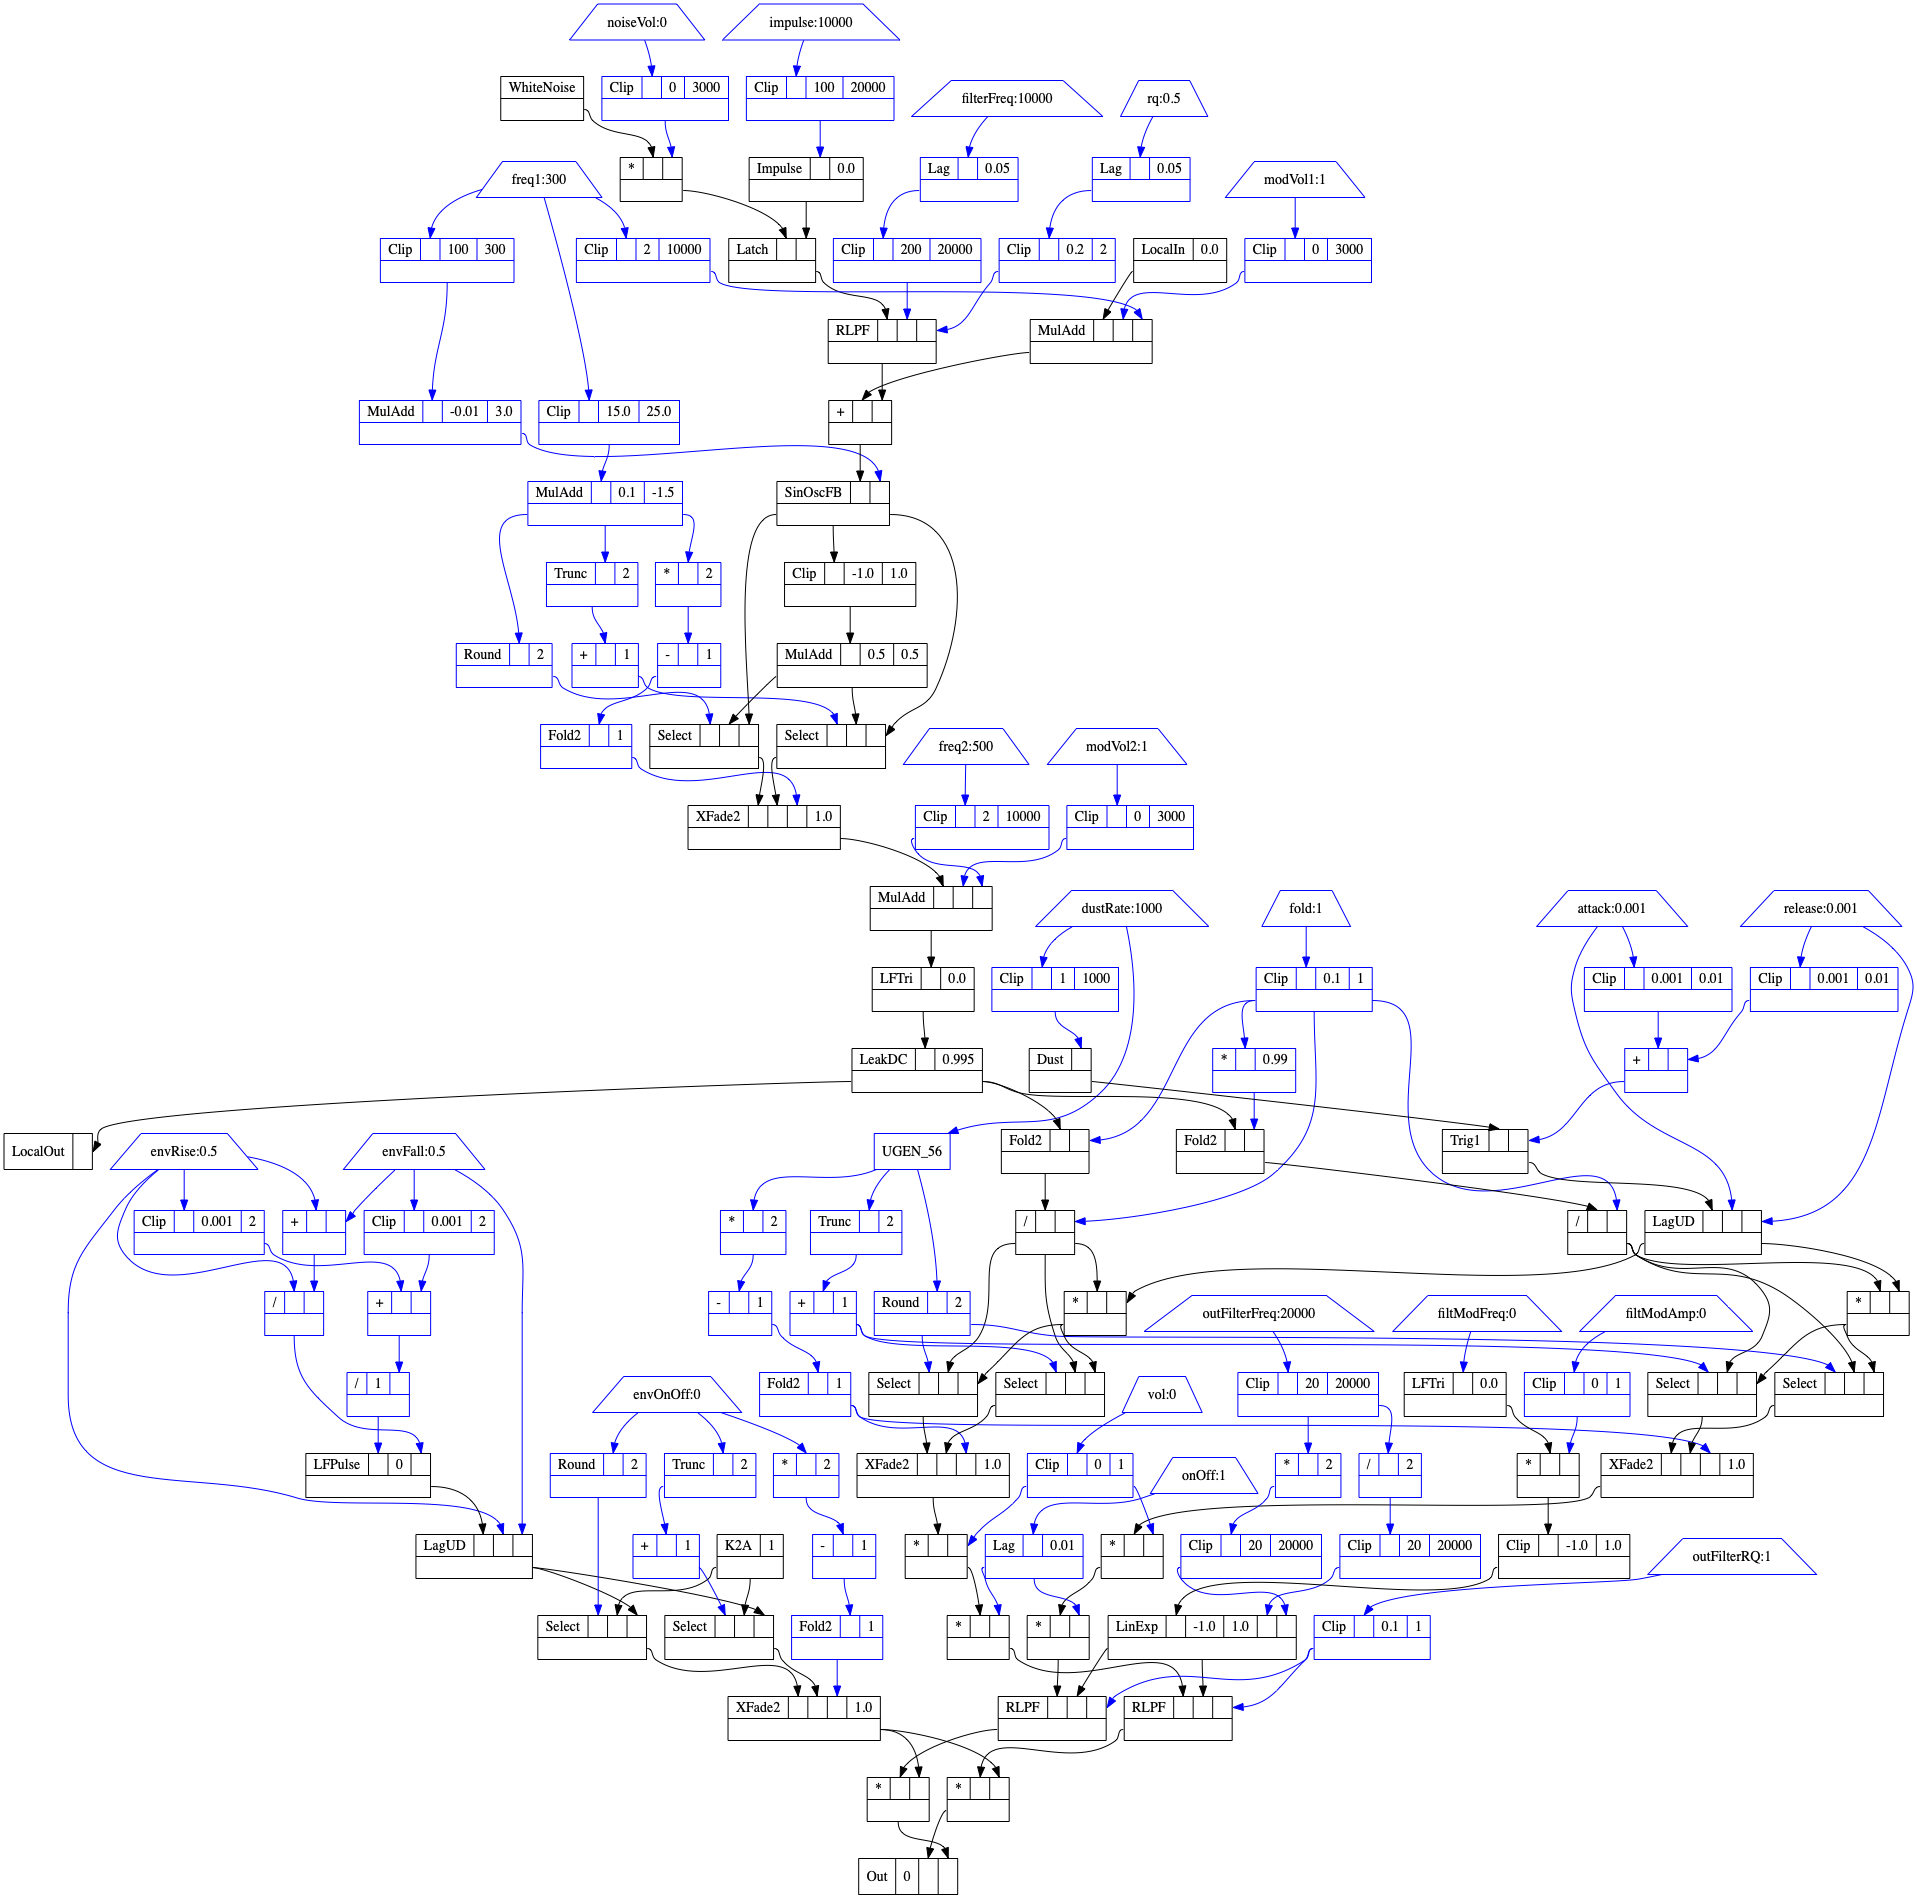 noiseVol:0 impulse:10000
WhiteNoise Clip 0 3000 Clip 100 20000 filterFreq:10000 rq:0.5
freq1:300 * Impulse 0.0 Lag 0.05 Lag 0.05 modVol1:1
Clip 100 300 Clip 2 10000 Latch Clip 200 20000 Clip 0.2 2 LocalIn 0.0 Clip 0 3000
RLPF MulAdd
MulAdd -0.01 3.0 Clip 15.0 25.0 +
MulAdd 0.1 -1.5 SinOscFB
Trunc 2 * 2 Clip -1.0 1.0
Round 2 + 1 - 1 MulAdd 0.5 0.5
Fold2 1 Select Select freq2:500 modVol2:1
XFade2 1.0 Clip 2 10000 Clip 0 3000
MulAdd dustRate:1000 fold:1 attack:0.001 release:0.001
LFTri 0.0 Clip 1 1000 Clip 0.1 1 Clip 0.001 0.01 Clip 0.001 0.01
LeakDC 0.995 Dust * 0.99 +
LocalOut envRise:0.5 envFall:0.5 UGEN_56 Fold2 Fold2 Trig1
Clip 0.001 2 + Clip 0.001 2 * 2 Trunc 2 / / LagUD
/ + - 1 + 1 Round 2 * outFilterFreq:20000 filtModFreq:0 filtModAmp:0 *
/ 1 envOnOff:0 Fold2 1 Select Select vol:0 Clip 20 20000 LFTri 0.0 Clip 0 1 Select Select
LFPulse 0 Round 2 Trunc 2 * 2 XFade2 1.0 Clip 0 1 onOff:1 * 2 / 2 * XFade2 1.0
LagUD + 1 K2A 1 - 1 * Lag 0.01 * Clip 20 20000 Clip 20 20000 Clip -1.0 1.0 outFilterRQ:1
Select Select Fold2 1 * * LinExp -1.0 1.0 Clip 0.1 1
XFade2 1.0 RLPF RLPF
* *
Out 0